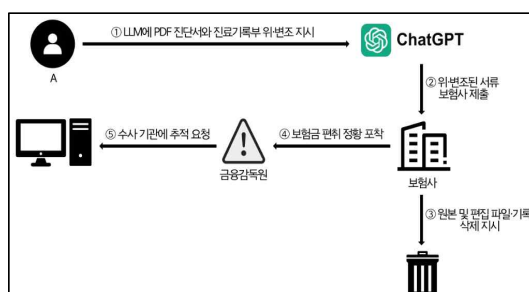 ① LLM에 PDF 진단서와 진료기록부 위·변조 지시
ChatGPT
A
② 위·변조된 서류
보험사 제출
⑤ 수사 기관에 추적 요청
④ 보험금 편취 정황 포착
금융감독원
보험사
③ 원본 및 편집 파일·기록
삭제 지시